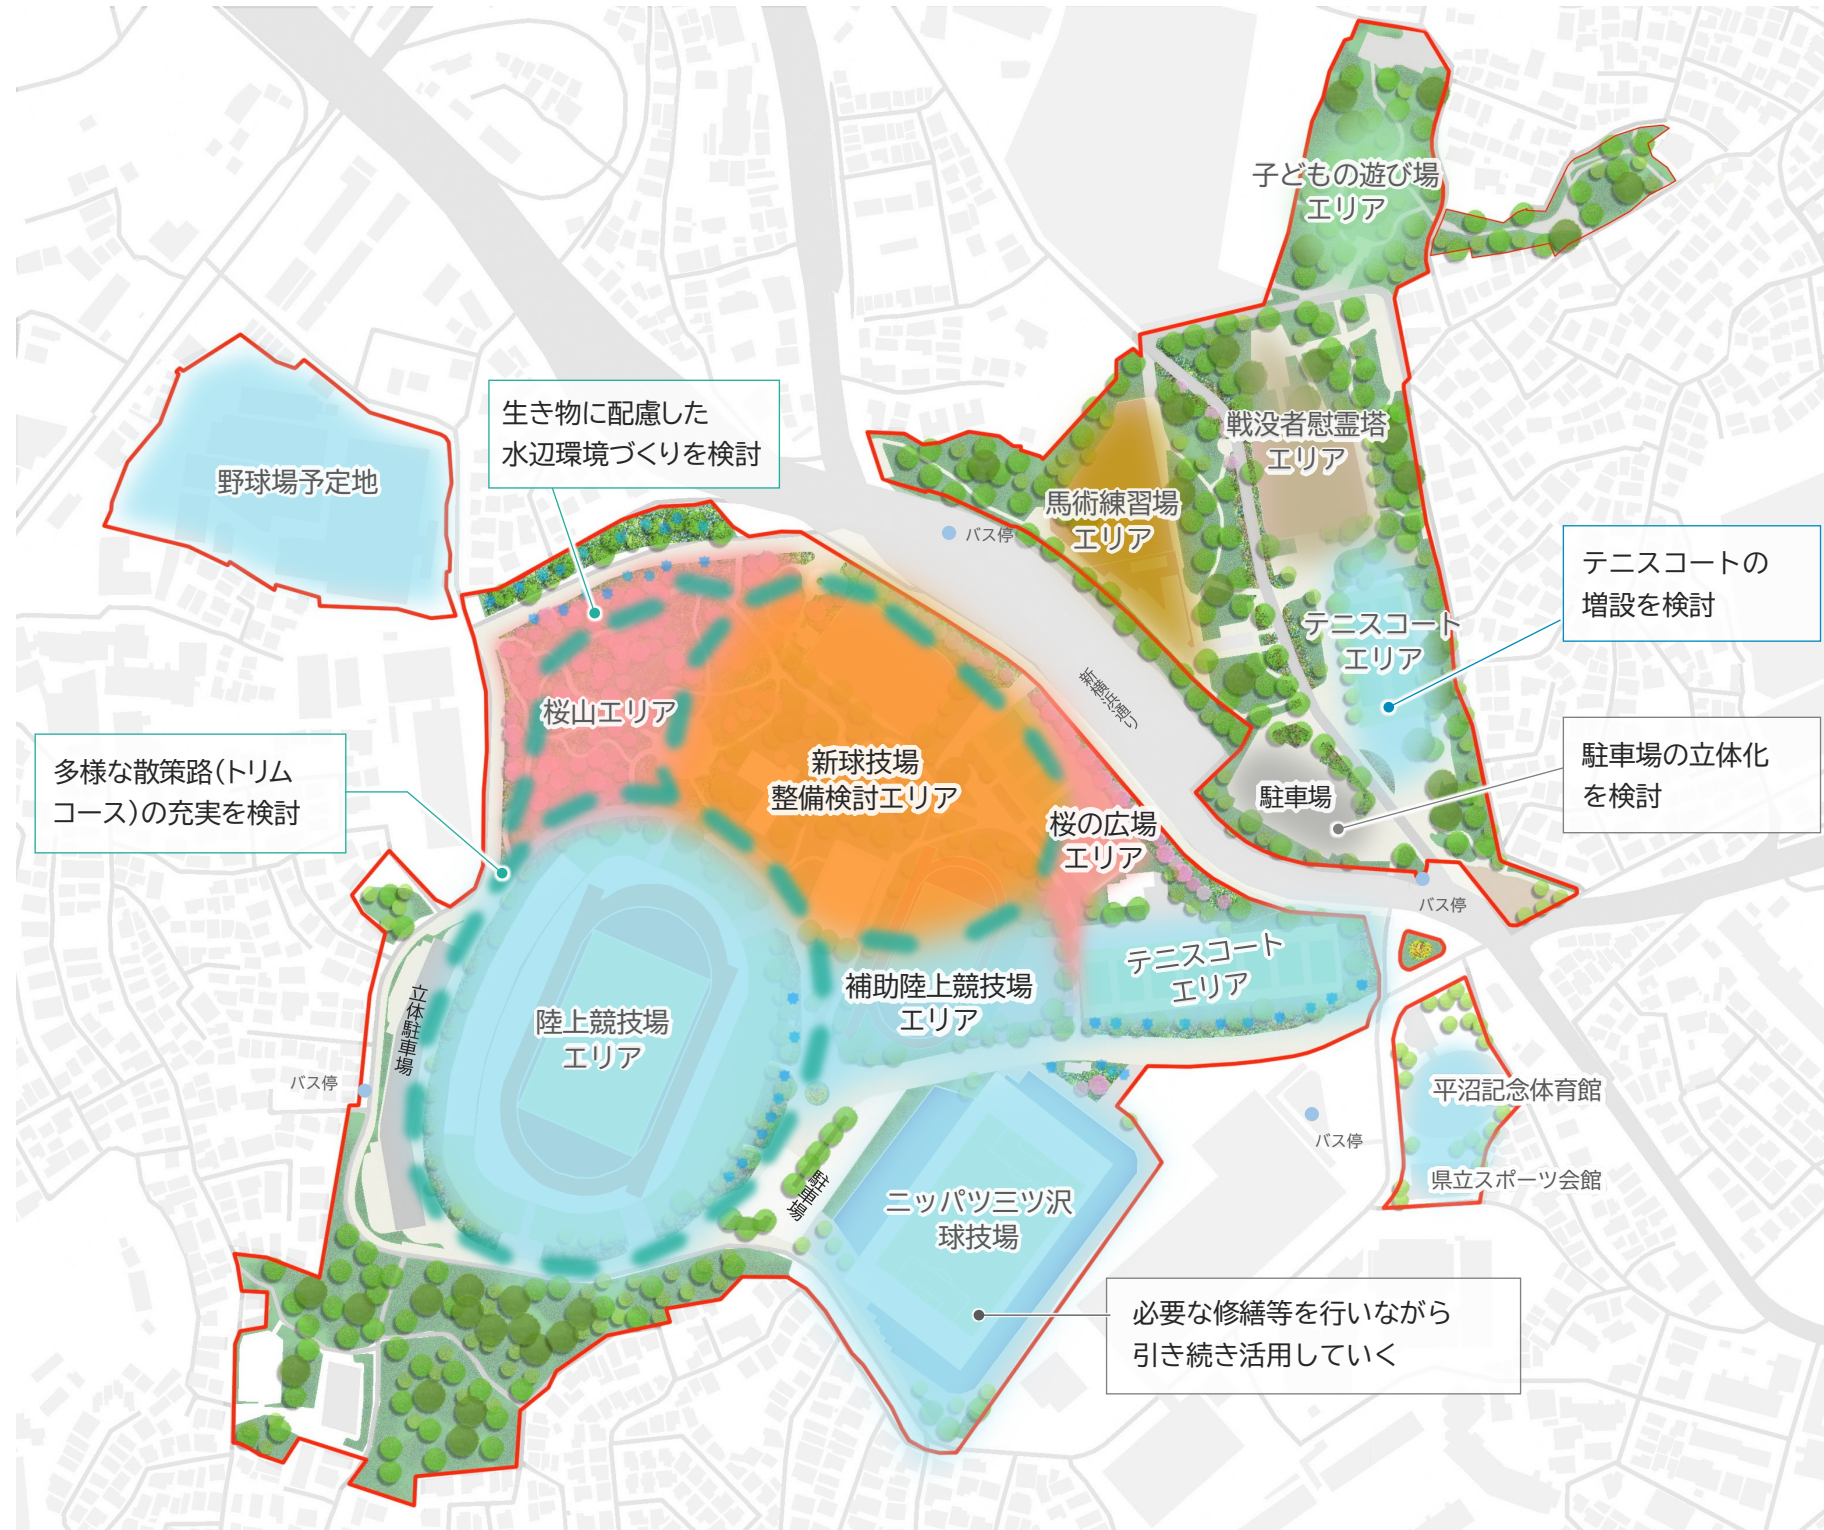 子どもの遊び場
エリア
生き物に配慮した
水辺環境づくりを検討
戦没者慰霊塔
エリア
野球場予定地
馬術練習場
エリア
バス停
テニスコートの
増設を検討
テニスコート
エリア
新横浜通り
桜山エリア
多様な散策路(トリム
コース)の充実を検討
新球技場
整備検討エリア
駐車場の立体化
を検討
駐車場
桜の広場
エリア
バス停
テニスコート
エリア
補助陸上競技場
エリア
立体駐車場
陸上競技場
エリア
バス停
平沼記念体育館
バス停
県立スポーツ会館
駐車場
ニッパツ三ツ沢
球技場
必要な修繕等を行いながら
引き続き活用していく